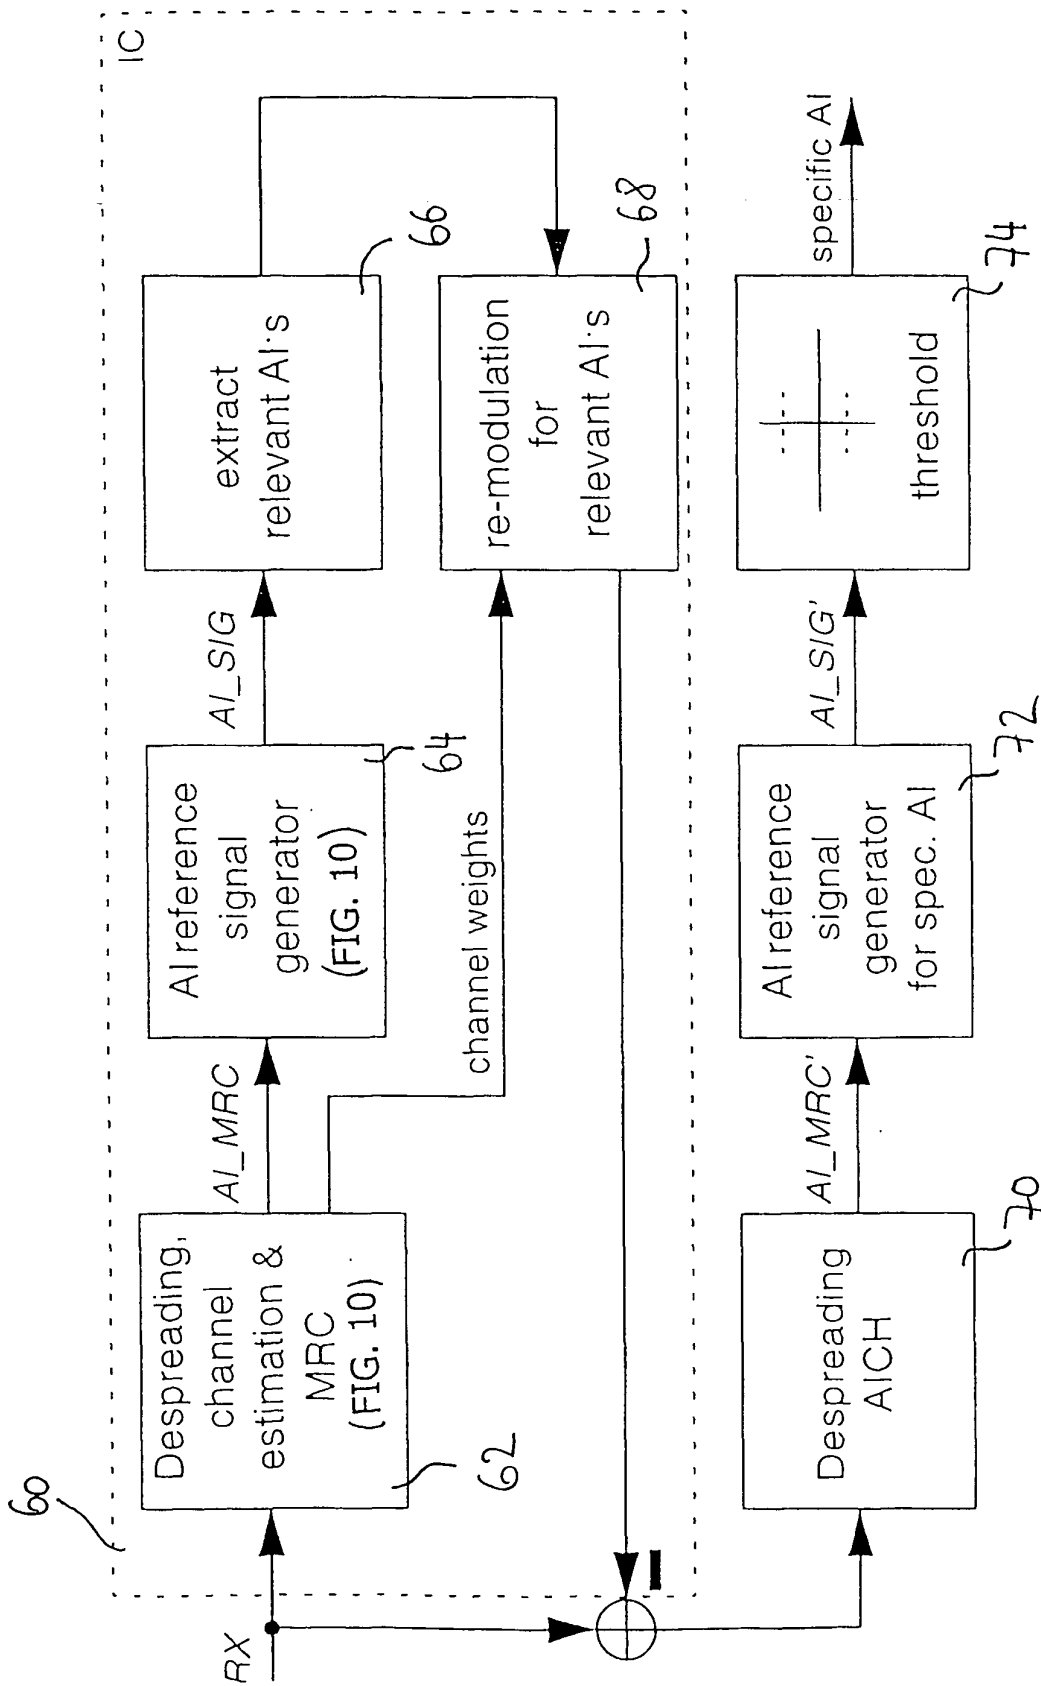 60
IC
RX
Despreading,
channel
estimation &
MRC
(FIG. 10)
62
AI_MRC
AI reference
signal
generator
(FIG. 10)
64
AI_SIG
extract
relevant AI:s
66
channel weights
re-modulation
for
relevant AI:s
68
Despreading
AICH
70
AI_MRC'
AI reference
signal
generator
for spec. AI
72
AI_SIG'
threshold
74
specific AI